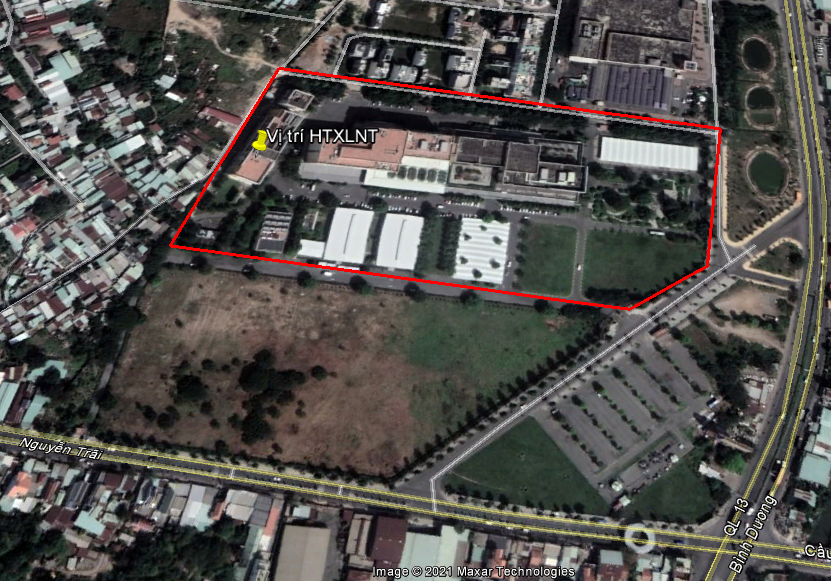 Vị trí HTXLNT
Nguyễn Trãi
QL-13
Bình Dương
Cầu
Image © 2021 Maxar Technologies